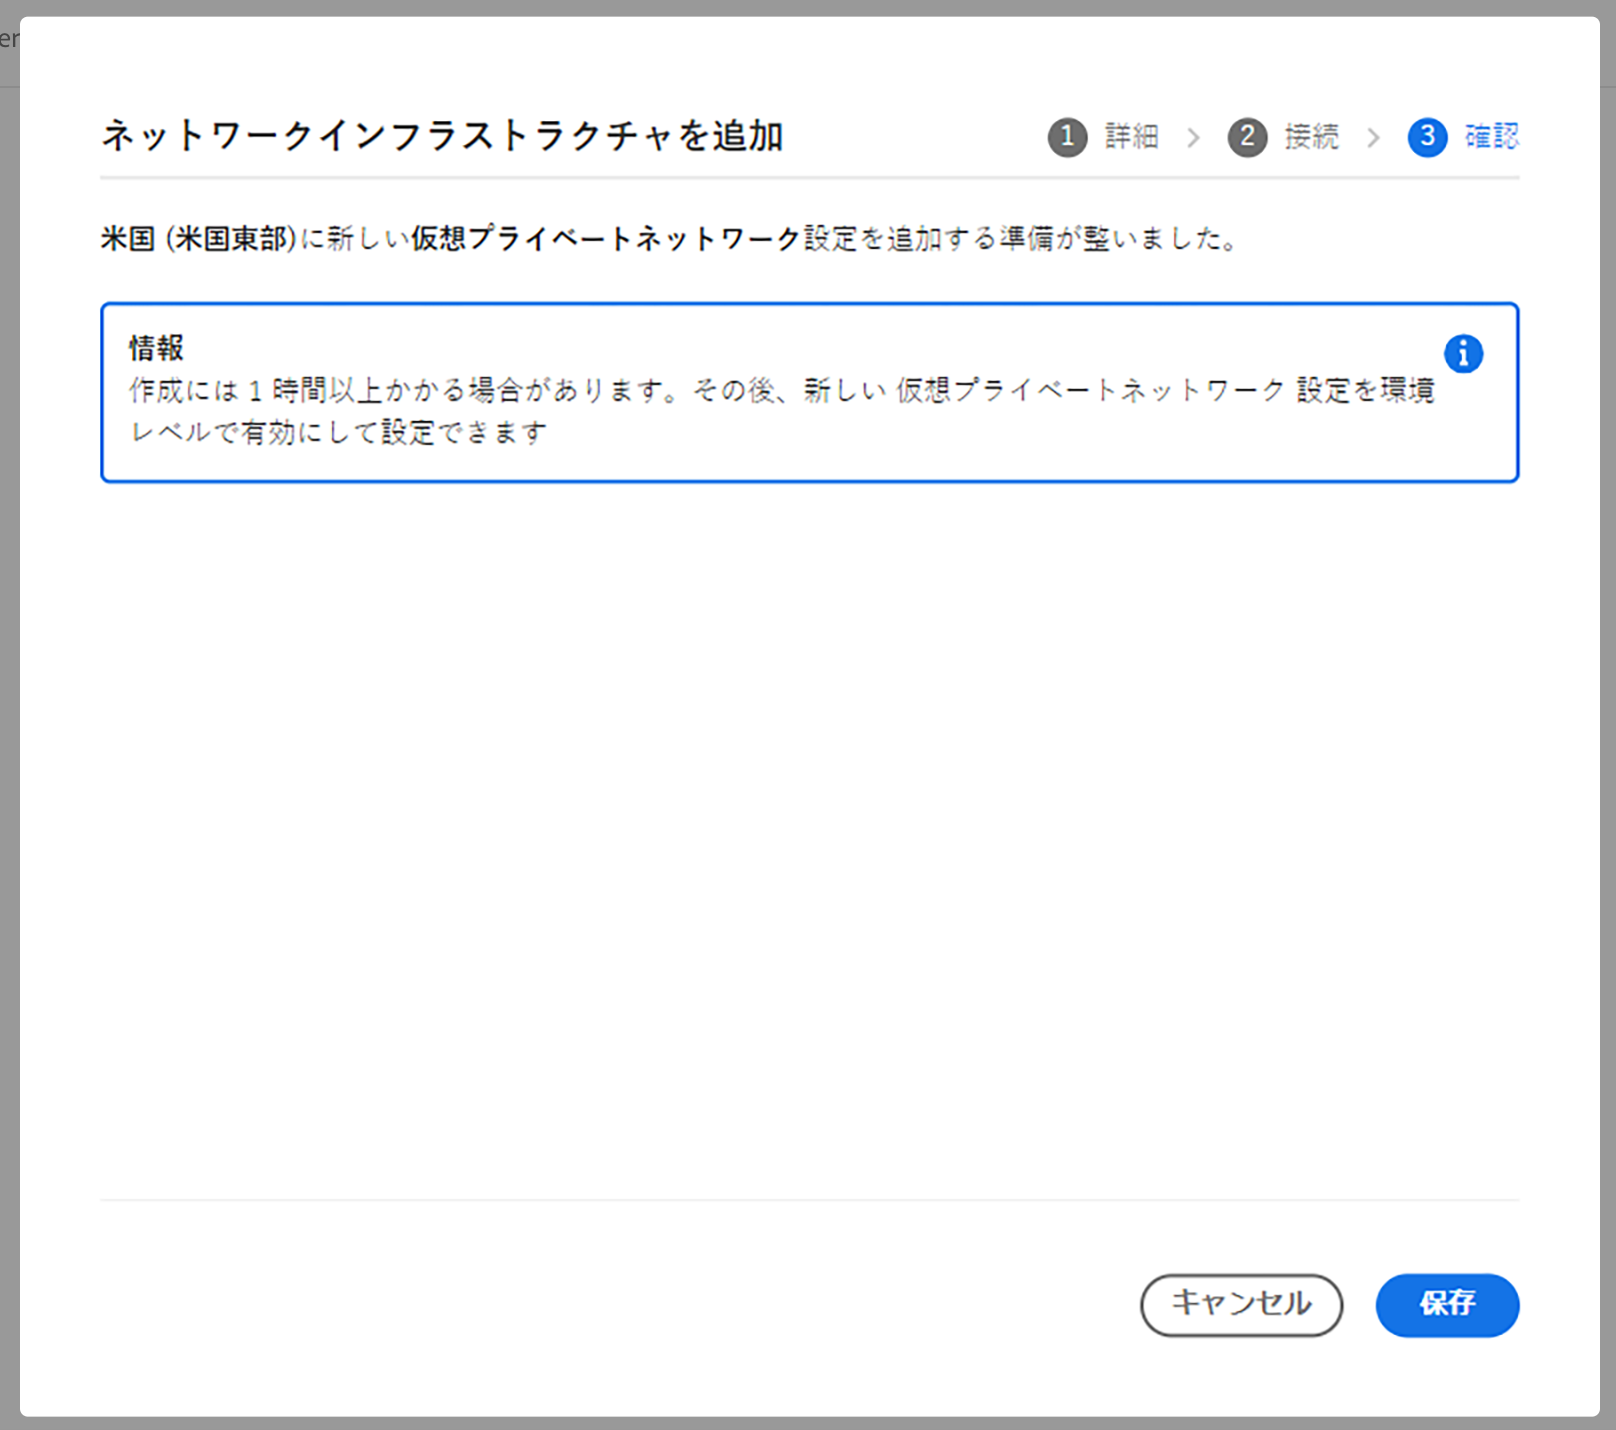 er
ネットワークインフラストラクチャを追加
1 詳細 > 2 接続 > 3 確認
米国 (米国東部)に新しい仮想プライベートネットワーク設定を追加する準備が整いました。
情報
作成には 1 時間以上かかる場合があります。その後、新しい 仮想プライベートネットワーク 設定を環境
レベルで有効にして設定できます
キャンセル 保存